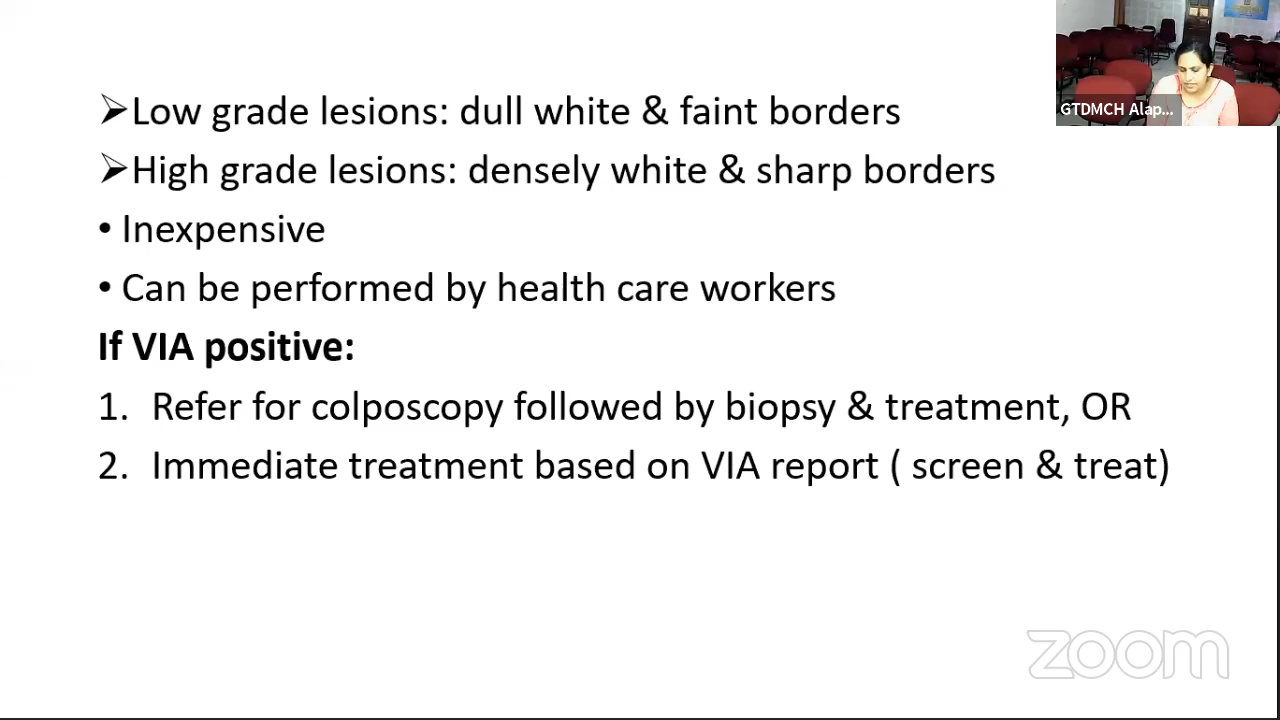 GTDMCH Alap...
➢Low grade lesions: dull white & faint borders
➢High grade lesions: densely white & sharp borders
• Inexpensive
• Can be performed by health care workers
If VIA positive:
1. Refer for colposcopy followed by biopsy & treatment, OR
2. Immediate treatment based on VIA report ( screen & treat)
zoom